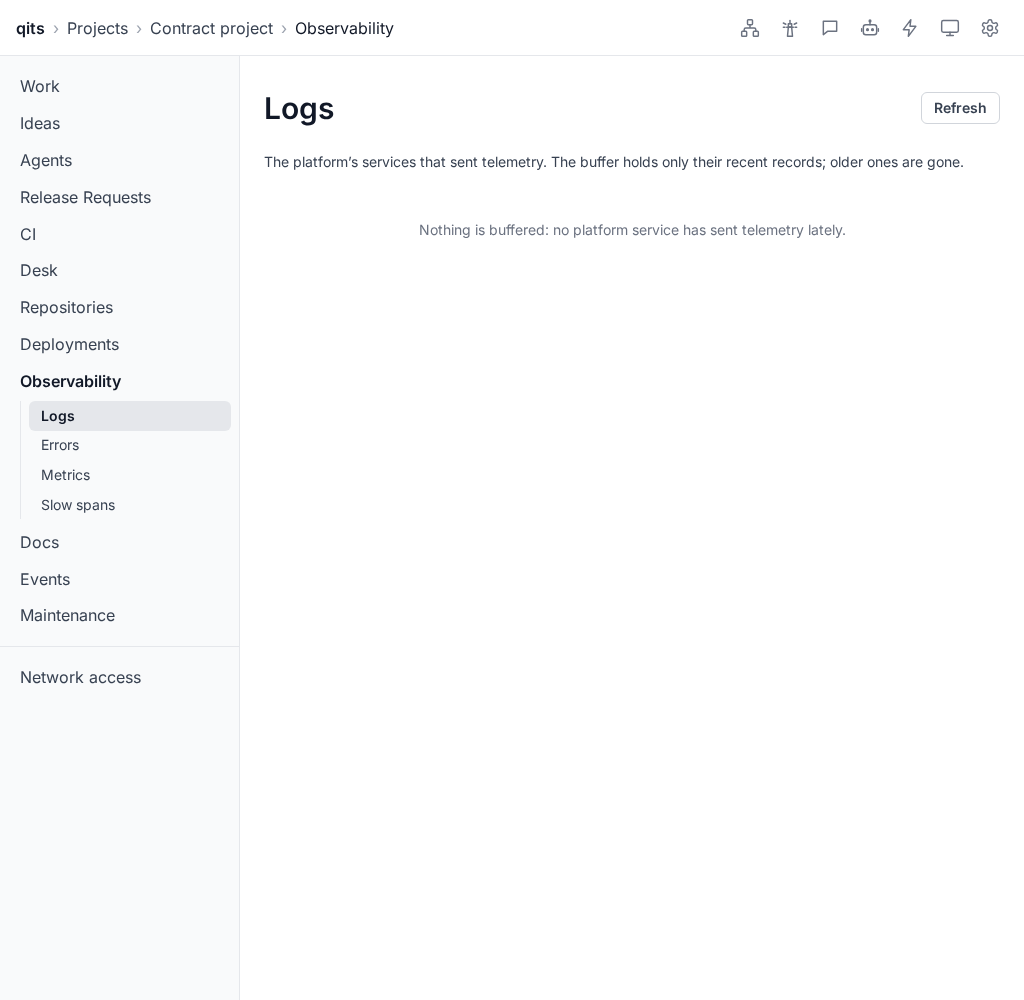 qits › Projects › Contract project › Observability
Work
Ideas
Agents
Release Requests
CI
Desk
Repositories
Deployments
Observability
Logs
Errors
Metrics
Slow spans
Docs
Events
Maintenance
Network access
Logs
Refresh
The platform’s services that sent telemetry. The buffer holds only their recent records; older ones are gone.
Nothing is buffered: no platform service has sent telemetry lately.